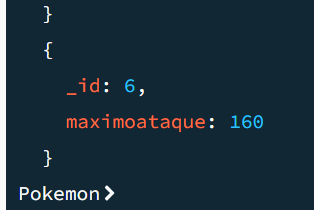 }
{
_id: 6,
maximoataque: 160
}
Pokemon>